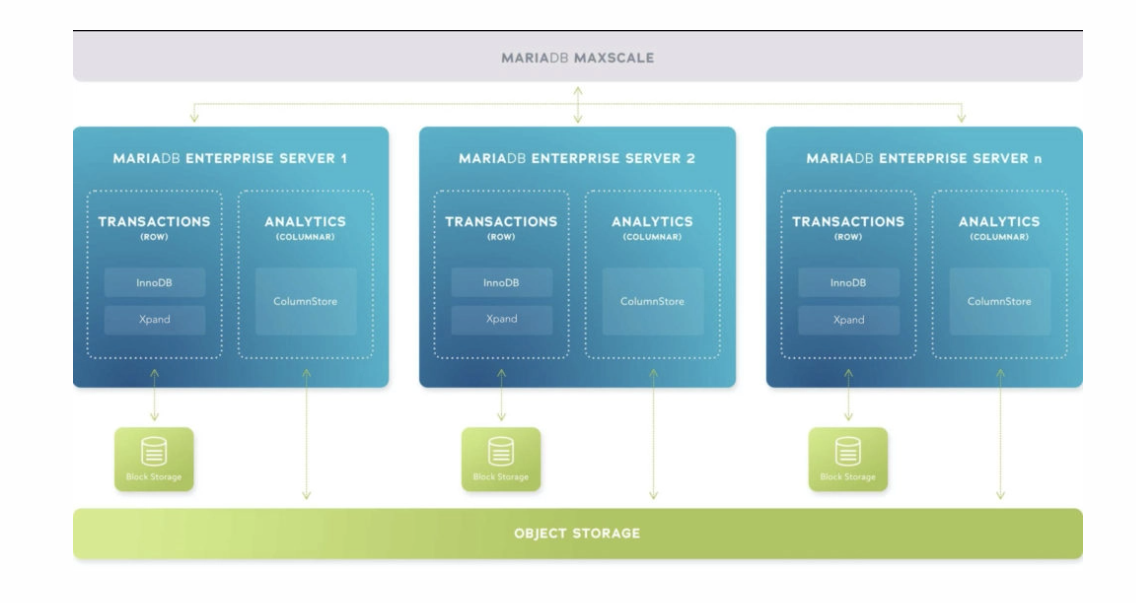 MARIADB MAXSCALE
MARIADB ENTERPRISE SERVER 1
TRANSACTIONS
(ROW)
InnoDB
Xpand
ANALYTICS
(COLUMNAR)
ColumnStore
MARIADB ENTERPRISE SERVER 2
TRANSACTIONS
(ROW)
InnoDB
Xpand
ANALYTICS
(COLUMNAR)
ColumnStore
MARIADB ENTERPRISE SERVER n
TRANSACTIONS
(ROW)
InnoDB
Xpand
ANALYTICS
(COLUMNAR)
ColumnStore
Block Storage
Block Storage
Block Storage
OBJECT STORAGE